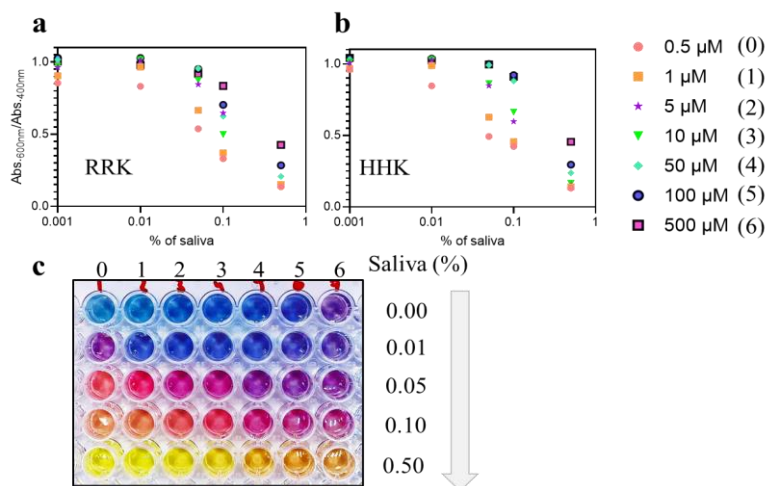 a
1.0
0.5
0.0
Abs.600nm/Abs.400nm
RRK
0.001 0.01 0.1 1
% of saliva
b
1.0
0.5
0.0
HHK
0.001 0.01 0.1 1
% of saliva
0.5 µM (0)
1 µM (1)
5 µM (2)
10 µM (3)
50 µM (4)
100 µM (5)
500 µM (6)
c
0 1 2 3 4 5 6
Saliva (%)
0.00
0.01
0.05
0.10
0.50